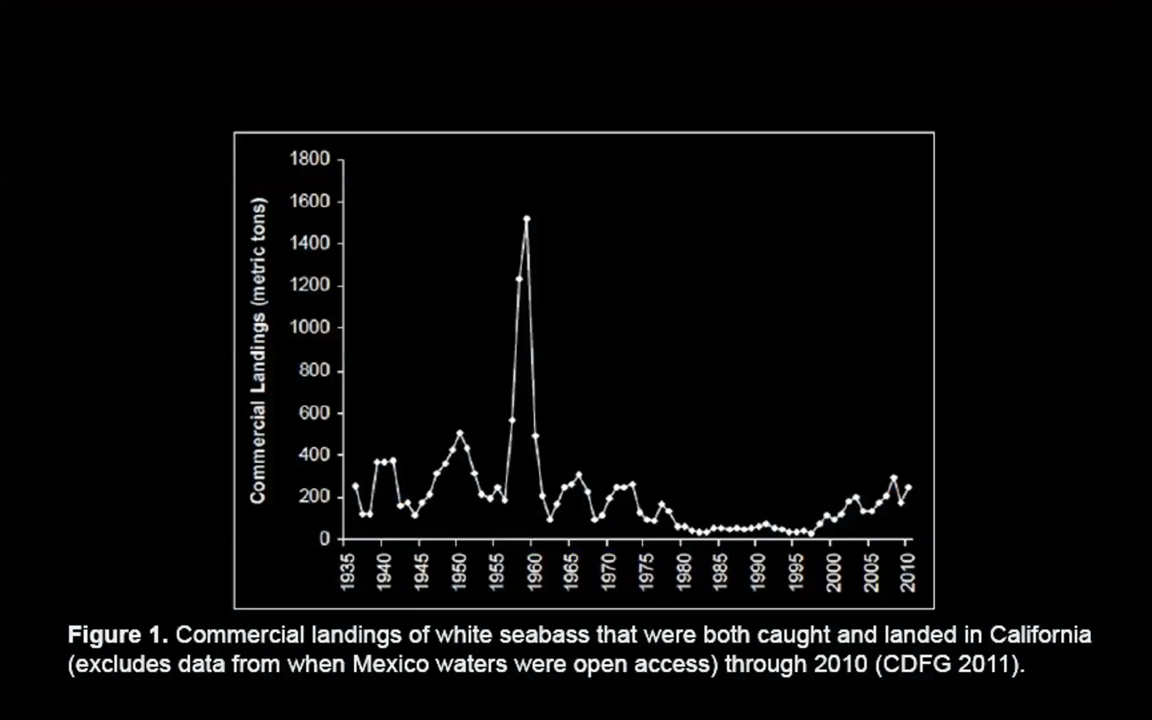 1800
1600
1400
1200
1000
800
600
400
200
0
Commercial Landings (metric tons)
1935 1940 1945 1950 1955 1960 1965 1970 1975 1980 1985 1990 1995 2000 2005 2010
Figure 1. Commercial landings of white seabass that were both caught and landed in California
(excludes data from when Mexico waters were open access) through 2010 (CDFG 2011).